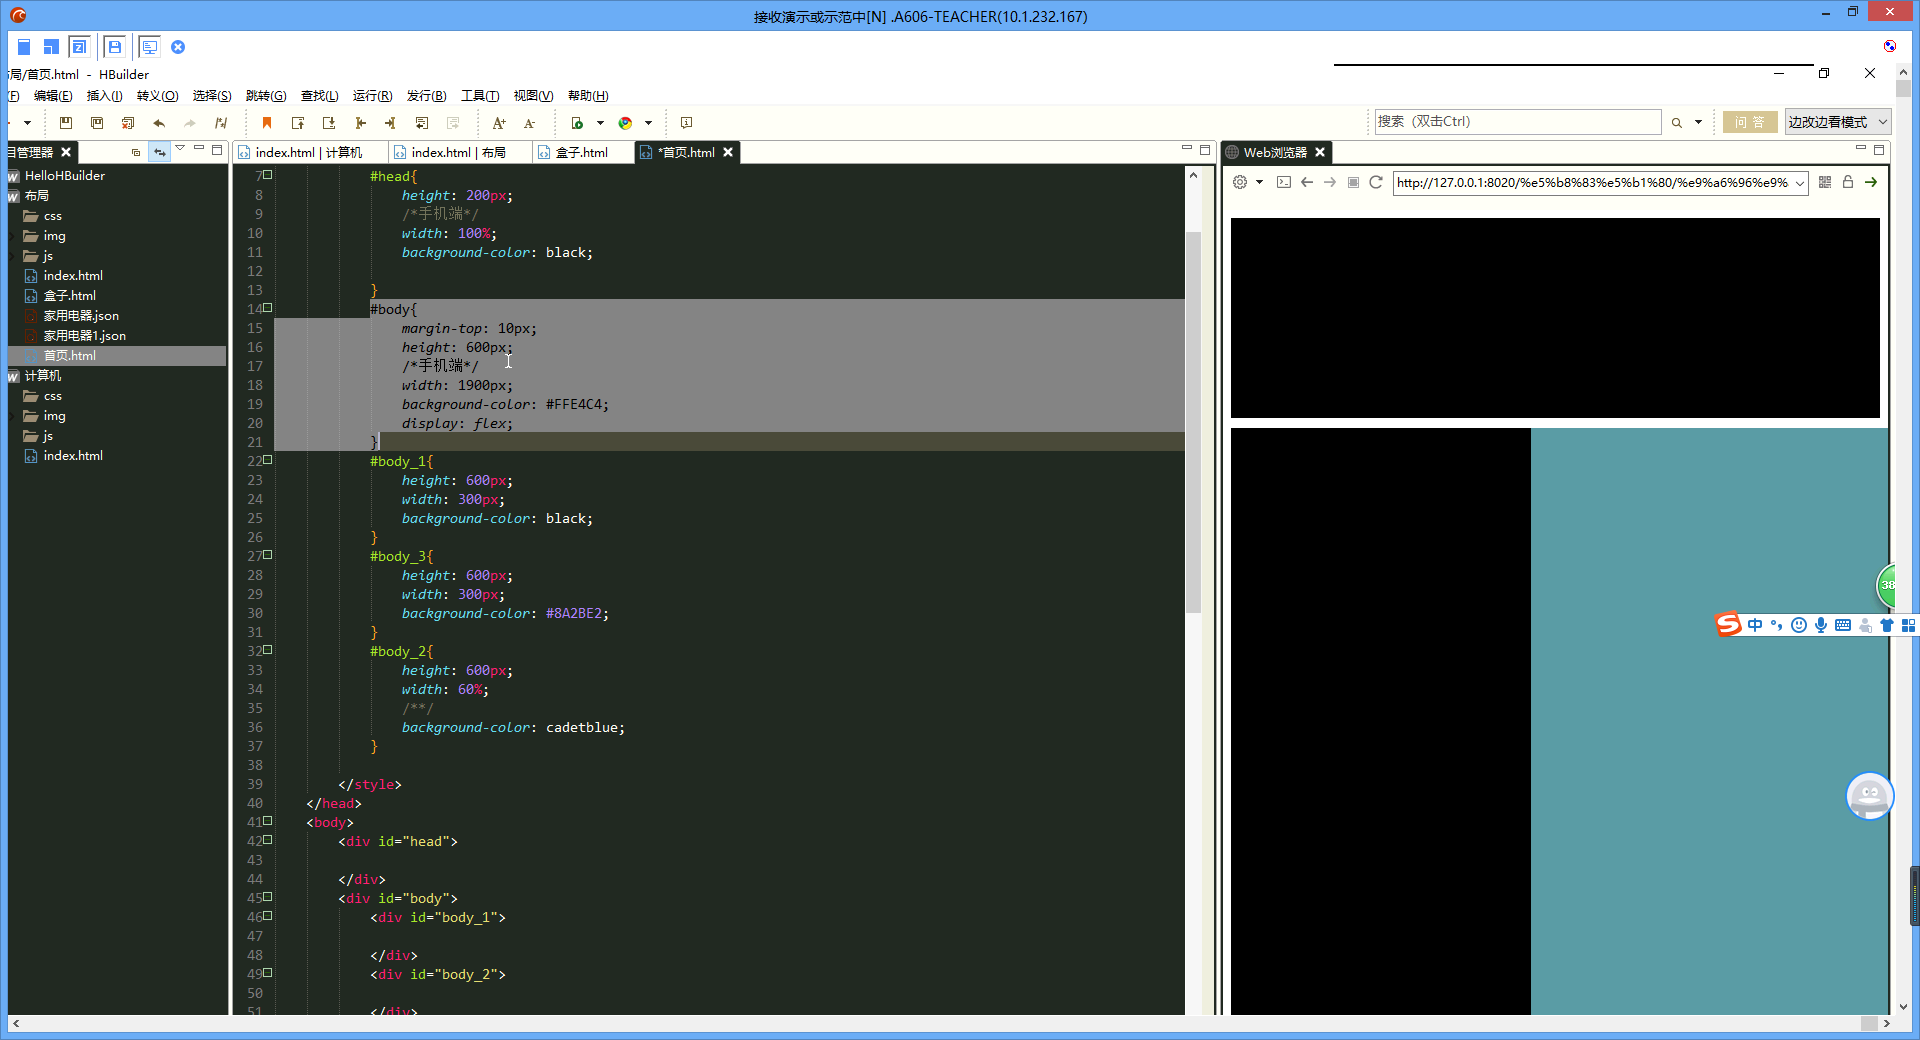 接收演示或示范中[N] .A606-TEACHER(10.1.232.167)
局/首页.html - HBuilder
(F) 编辑(E) 插入(I) 转义(O) 选择(S) 跳转(G) 查找(L) 运行(R) 发行(B) 工具(T) 视图(V) 帮助(H)
搜索（双击Ctrl） 问 答 边改边看模式
目管理器
index.html | 计算机 index.html | 布局 盒子.html *首页.html
Web浏览器
http://127.0.0.1:8020/%e5%b8%83%e5%b1%80/%e9%a6%96%e9%
HelloHBuilder
布局
css
img
js
index.html
盒子.html
家用电器.json
家用电器1.json
首页.html
计算机
css
img
js
index.html
7 #head{
8 height: 200px;
9 /*手机端*/
10 width: 100%;
11 background-color: black;
12
13 }
14 #body{
15 margin-top: 10px;
16 height: 600px;
17 /*手机端*/
18 width: 1900px;
19 background-color: #FFE4C4;
20 display: flex;
21 }
22 #body_1{
23 height: 600px;
24 width: 300px;
25 background-color: black;
26 }
27 #body_3{
28 height: 600px;
29 width: 300px;
30 background-color: #8A2BE2;
31 }
32 #body_2{
33 height: 600px;
34 width: 60%;
35 /**/
36 background-color: cadetblue;
37 }
38
39 </style>
40 </head>
41 <body>
42 <div id="head">
43
44 </div>
45 <div id="body">
46 <div id="body_1">
47
48 </div>
49 <div id="body_2">
50
51 </div>
38
中